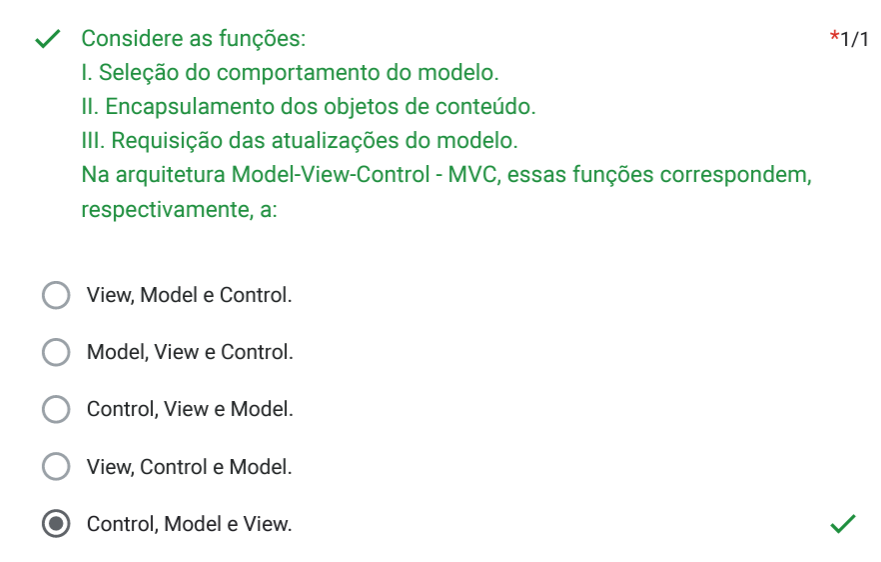 Considere as funções:
*1/1
I. Seleção do comportamento do modelo.
II. Encapsulamento dos objetos de conteúdo.
III. Requisição das atualizações do modelo.
Na arquitetura Model-View-Control - MVC, essas funções correspondem,
respectivamente, a:
View, Model e Control.
Model, View e Control.
Control, View e Model.
View, Control e Model.
Control, Model e View.